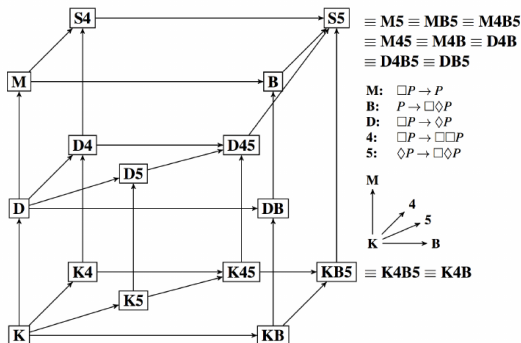 S4
S5
≡ M5 ≡ MB5 ≡ M4B5
≡ M45 ≡ M4B ≡ D4B
≡ D4B5 ≡ DB5
M
B
M: □P → P
B: P → □◊P
D: □P → ◊P
4: □P → □□P
5: ◊P → □◊P
D4
D5
D45
M
4
5
K
B
D
DB
K4
K45
KB5
≡ K4B5 ≡ K4B
K5
K
KB